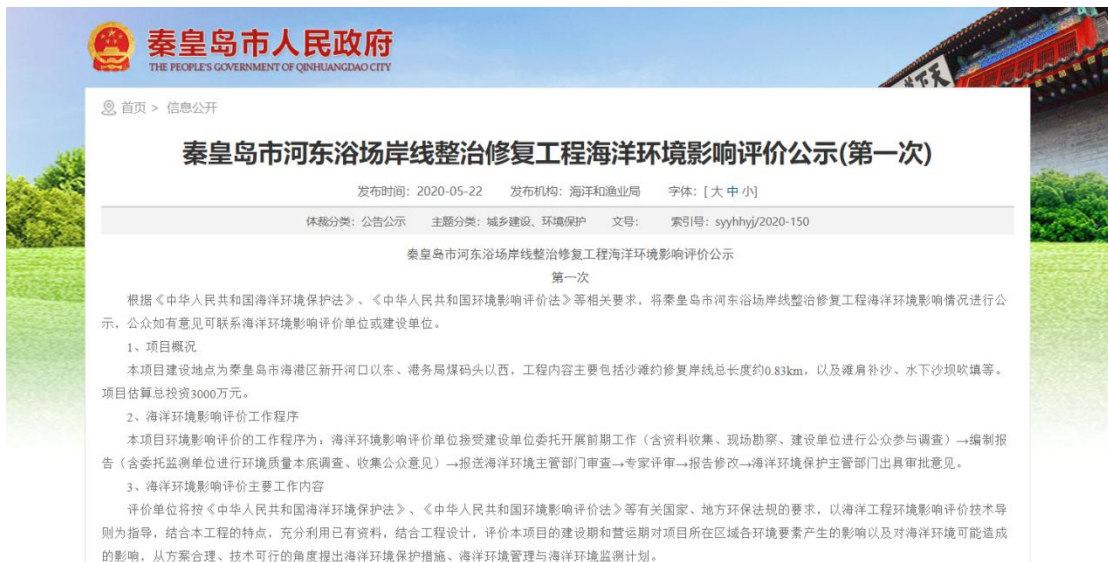 秦皇岛市人民政府
THE PEOPLE'S GOVERNMENT OF QINHUANGDAO CITY
天下
首页 > 信息公开
秦皇岛市河东浴场岸线整治修复工程海洋环境影响评价公示(第一次)
发布时间：2020-05-22 发布机构：海洋和渔业局 字体：[ 大 中 小]
体裁分类：公告公示 主题分类：城乡建设、环境保护 文号： 索引号：syyhhyj/2020-150
秦皇岛市河东浴场岸线整治修复工程海洋环境影响评价公示
第一次
根据《中华人民共和国海洋环境保护法》、《中华人民共和国环境影响评价法》等相关要求，将秦皇岛市河东浴场岸线整治修复工程海洋环境影响情况进行公
示，公众如有意见可联系海洋环境影响评价单位或建设单位。
1、项目概况
本项目建设地点为秦皇岛市海港区新开河口以东、港务局煤码头以西，工程内容主要包括沙滩约修复岸线总长度约0.83km，以及滩肩补沙、水下沙坝吹填等。
项目估算总投资3000万元。
2、海洋环境影响评价工作程序
本项目环境影响评价的工作程序为：海洋环境影响评价单位接受建设单位委托开展前期工作（含资料收集、现场勘察、建设单位进行公众参与调查）→编制报
告（含委托监测单位进行环境质量本底调查、收集公众意见）→报送海洋环境主管部门审查→专家评审→报告修改→海洋环境保护主管部门出具审批意见。
3、海洋环境影响评价主要工作内容
评价单位将按《中华人民共和国海洋环境保护法》、《中华人民共和国环境影响评价法》等有关国家、地方环保法规的要求，以海洋工程环境影响评价技术导
则为指导，结合本工程的特点，充分利用已有资料，结合工程设计，评价本项目的建设期和营运期对项目所在区域各环境要素产生的影响以及对海洋环境可能造成
的影响，从方案合理、技术可行的角度提出海洋环境保护措施、海洋环境管理与海洋环境监测计划。